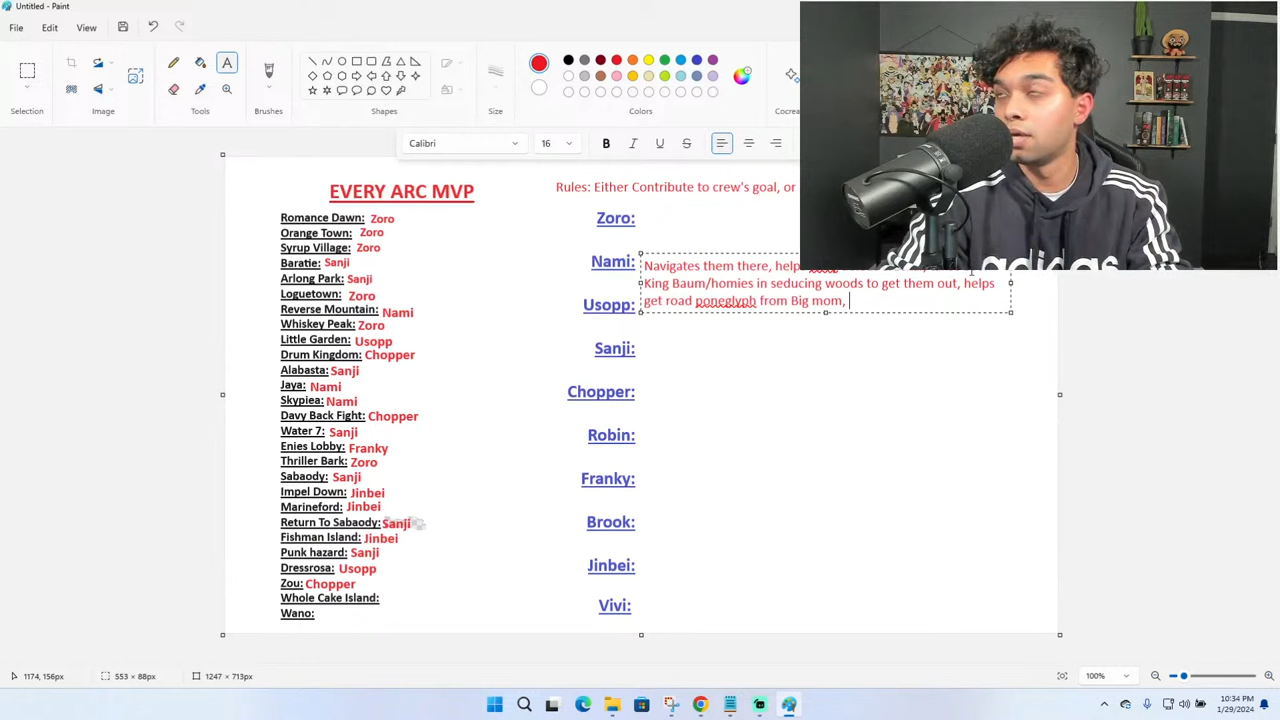 Untitled - Paint
File
Edit
View
Selection
Image
Tools
Brushes
Shapes
Size
Colors
Cocrea
Calibri
16
B
I
U
S
EVERY ARC MVP
Rules: Either Contribute to crew's goal, or
Romance Dawn: Zoro
Orange Town: Zoro
Syrup Village: Zoro
Baratie: Sanji
Arlong Park: Sanji
Loguetown: Zoro
Reverse Mountain: Nami
Whiskey Peak: Zoro
Little Garden: Usopp
Drum Kingdom: Chopper
Alabasta: Sanji
Jaya: Nami
Skypiea: Nami
Davy Back Fight: Chopper
Water 7: Sanji
Enies Lobby: Franky
Thriller Bark: Zoro
Sabaody: Sanji
Impel Down: Jinbei
Marineford: Jinbei
Return To Sabaody: Sanji
Fishman Island: Jinbei
Punk hazard: Sanji
Dressrosa: Usopp
Zou: Chopper
Whole Cake Island:
Wano:
Zoro:
Nami:
Navigates them there, help
King Baum/homies in seducing woods to get them out, helps
get road poneglyph from Big mom,
Usopp:
Sanji:
Chopper:
Robin:
Franky:
Brook:
Jinbei:
Vivi:
adidas
1174, 156px
553 × 88px
1247 × 713px
100%
10:34 PM
1/29/2024